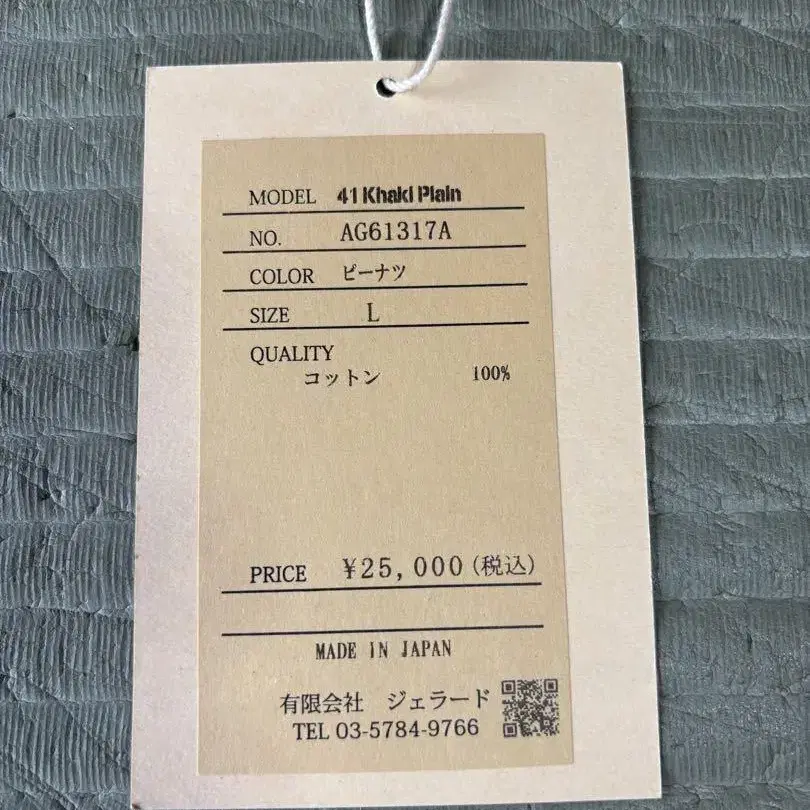 MODEL 41 Khaki Plain
NO. AG61317A
COLOR ピーナツ
SIZE L
QUALITY
コットン 100%
PRICE ¥25,000(税込)
MADE IN JAPAN
有限会社 ジェラード
TEL 03-5784-9766